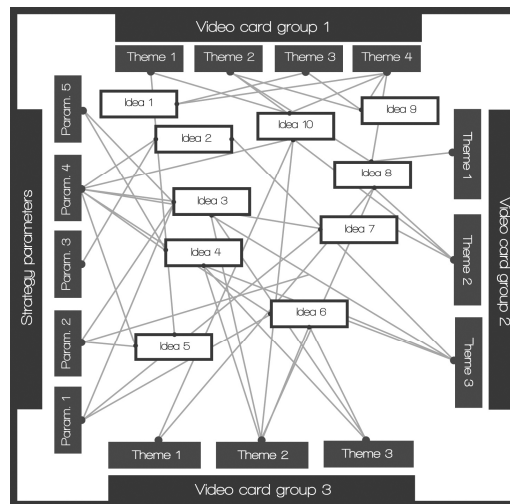 Video card group 1
Theme 1
Theme 2
Theme 3
Theme 4
Strategy parameters
Param. 5
Param. 4
Param. 3
Param. 2
Param. 1
Idea 1
Idea 9
Idea 10
Idea 2
Idea 8
Idea 3
Idea 7
Idea 4
Idea 6
Idea 5
Theme 1
Theme 2
Theme 3
Video card group 2
Theme 1
Theme 2
Theme 3
Video card group 3